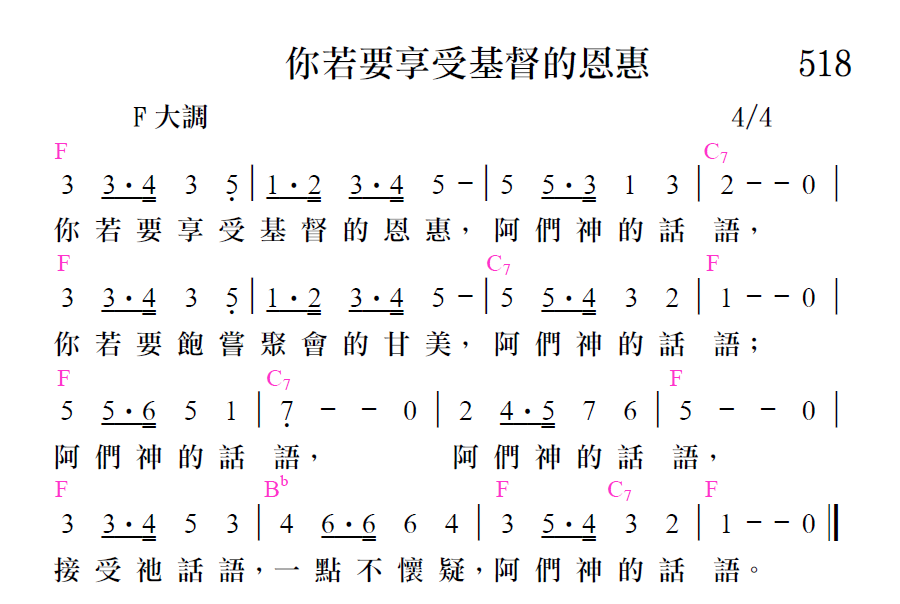 你若要享受基督的恩惠 518
F 大調 4/4
F C7
3 3·4 3 5̣ | 1·2 3·4 5 - | 5 5·3 1 3 | 2 - - 0 |
你若要享受基督的恩惠，阿們神的話語，
F C7 F
3 3·4 3 5̣ | 1·2 3·4 5 - | 5 5·4 3 2 | 1 - - 0 |
你若要飽嘗聚會的甘美，阿們神的話語；
F C7 F
5 5·6 5 1 | 7̣ - - 0 | 2 4·5 7 6 | 5 - - 0 |
阿們神的話語， 阿們神的話語，
F Bb F C7 F
3 3·4 5 3 | 4 6·6 6 4 | 3 5·4 3 2 | 1 - - 0 ‖
接受祂話語，一點不懷疑，阿們神的話語。